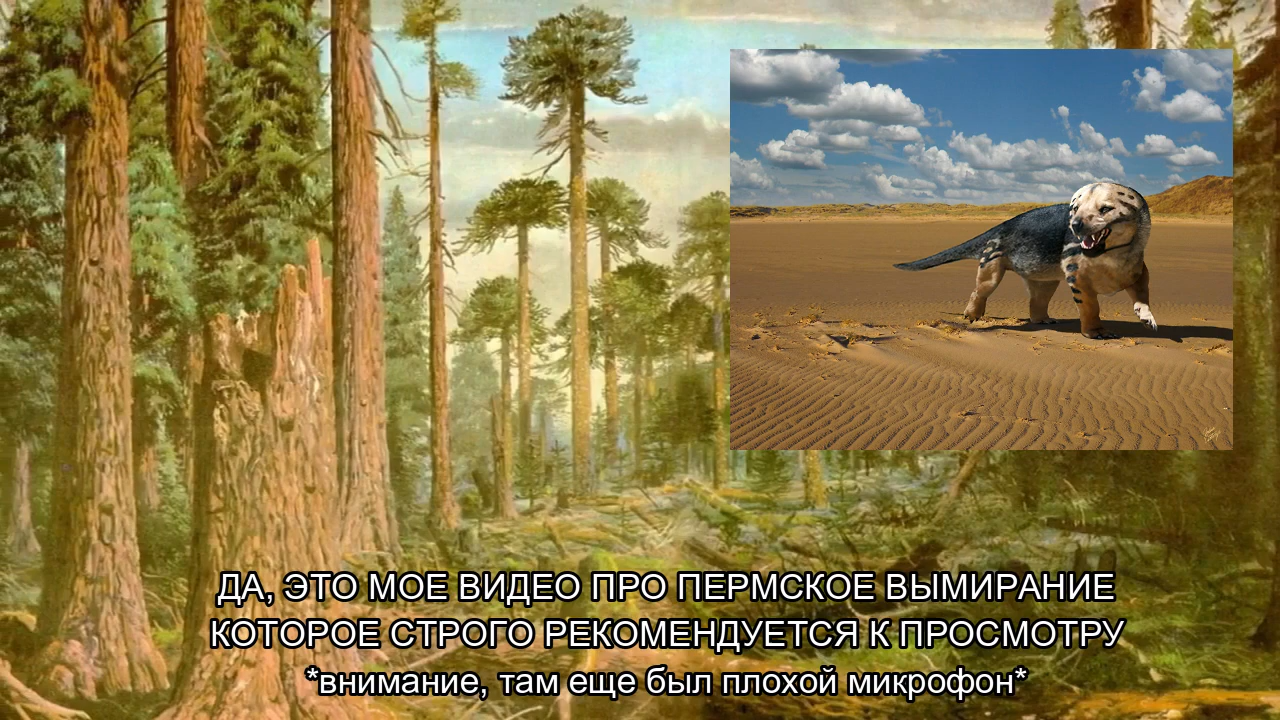 ДА, ЭТО МОЕ ВИДЕО ПРО ПЕРМСКОЕ ВЫМИРАНИЕ
КОТОРОЕ СТРОГО РЕКОМЕНДУЕТСЯ К ПРОСМОТРУ
*внимание, там еще был плохой микрофон*